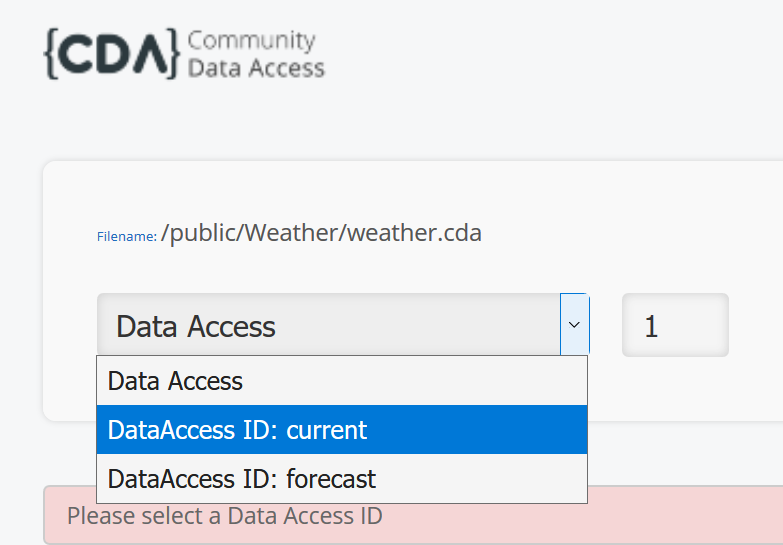 {CDA} Community
Data Access
Filename: /public/Weather/weather.cda
Data Access 1
Data Access
DataAccess ID: current
DataAccess ID: forecast
Please select a Data Access ID